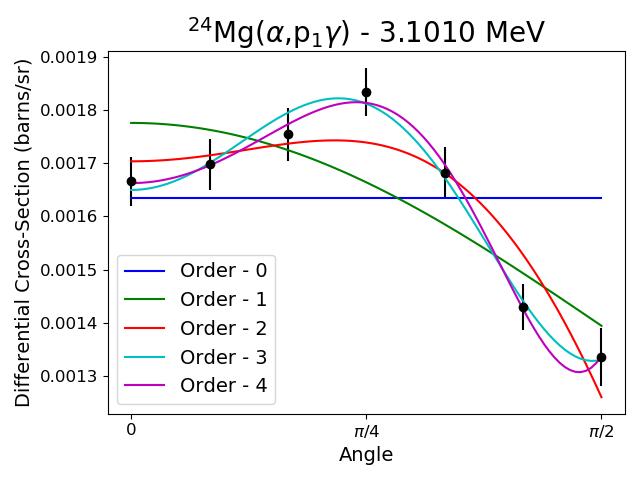 ²⁴Mg(α,p₁γ) - 3.1010 MeV
Differential Cross-Section (barns/sr)
0.0019
0.0018
0.0017
0.0016
0.0015
0.0014
0.0013
Order - 0
Order - 1
Order - 2
Order - 3
Order - 4
0
π/4
π/2
Angle